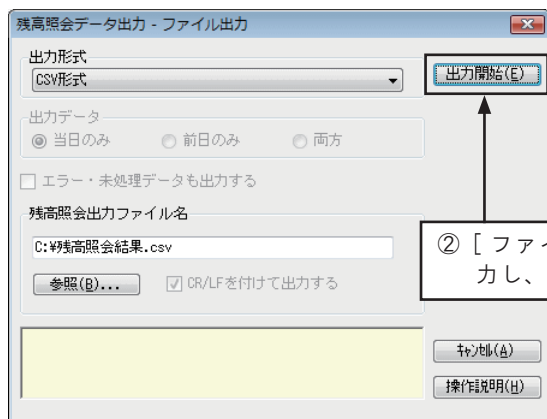 残高照会データ出力 - ファイル出力
出力形式
CSV形式
出力開始(E)
出力データ
当日のみ
前日のみ
両方
エラー・未処理データも出力する
残高照会出力ファイル名
C:¥残高照会結果.csv
② [ ファイ
力し、
参照(B)...
CR/LFを付けて出力する
ｷｬﾝｾﾙ(A)
操作説明(H)